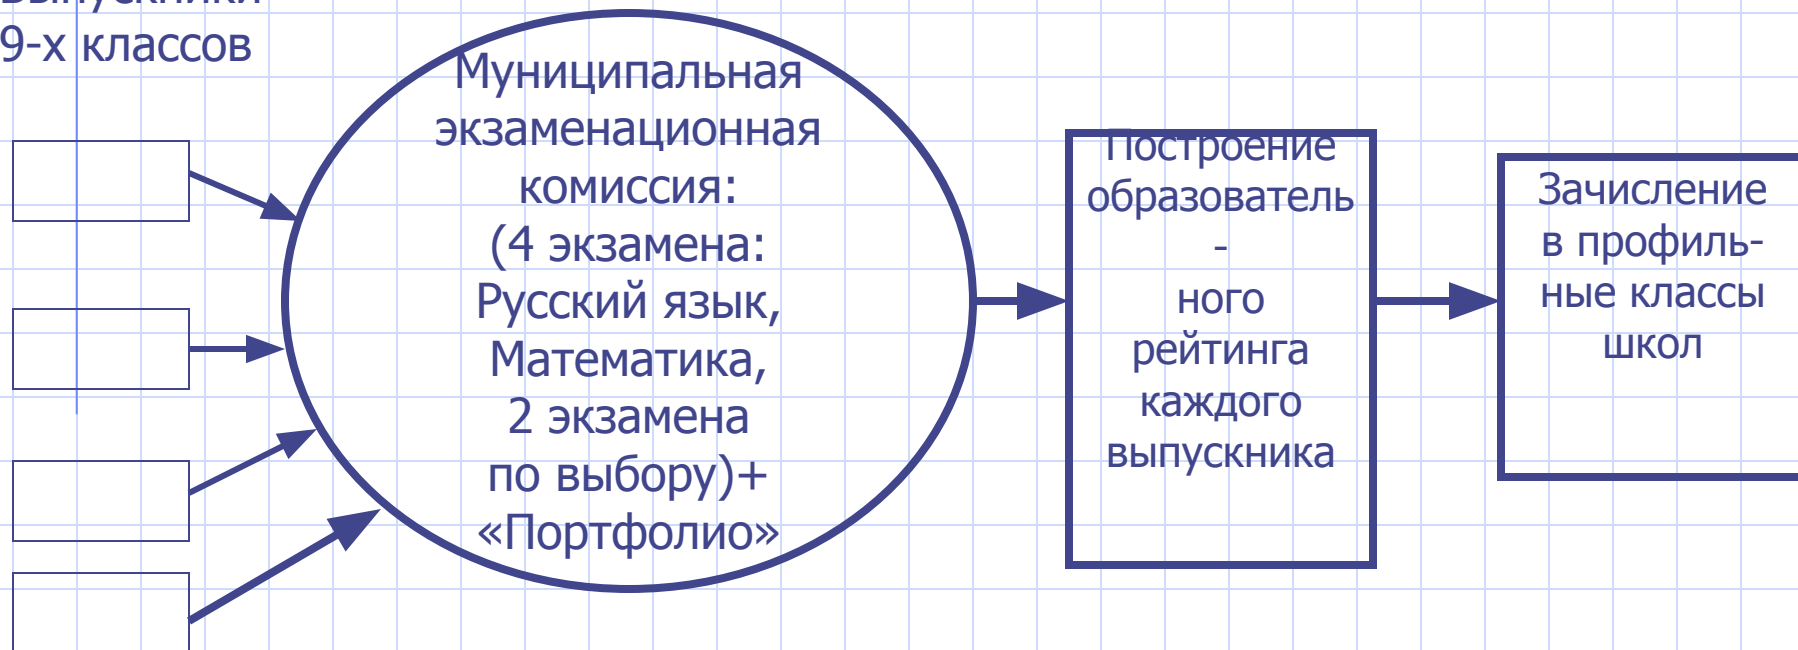 Выпускники
9-х классов
Муниципальная
экзаменационная
комиссия:
(4 экзамена:
Русский язык,
Математика,
2 экзамена
по выбору)+
«Портфолио»
Построение
образователь
-
ного
рейтинга
каждого
выпускника
Зачисление
в профиль-
ные классы
школ